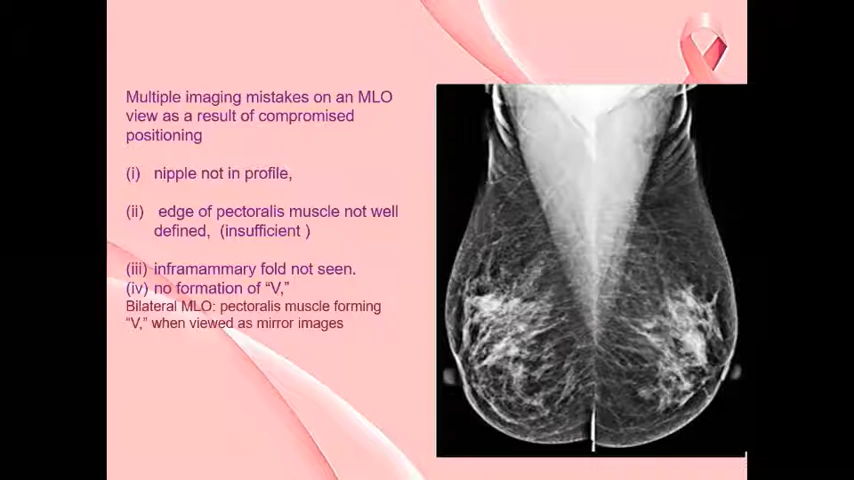 Multiple imaging mistakes on an MLO
view as a result of compromised
positioning
(i) nipple not in profile,
(ii) edge of pectoralis muscle not well
defined, (insufficient )
(iii) inframammary fold not seen.
(iv) no formation of “V,”
Bilateral MLO: pectoralis muscle forming
“V,” when viewed as mirror images